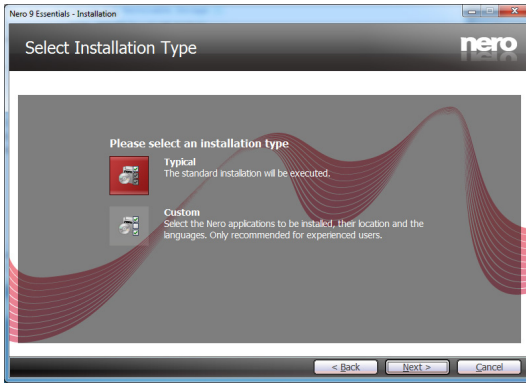 Nero 9 Essentials - Installation
Select Installation Type
nero
Please select an installation type
Typical
The standard installation will be executed.
Custom
Select the Nero applications to be installed, their location and the
languages. Only recommended for experienced users.
< Back
Next >
Cancel